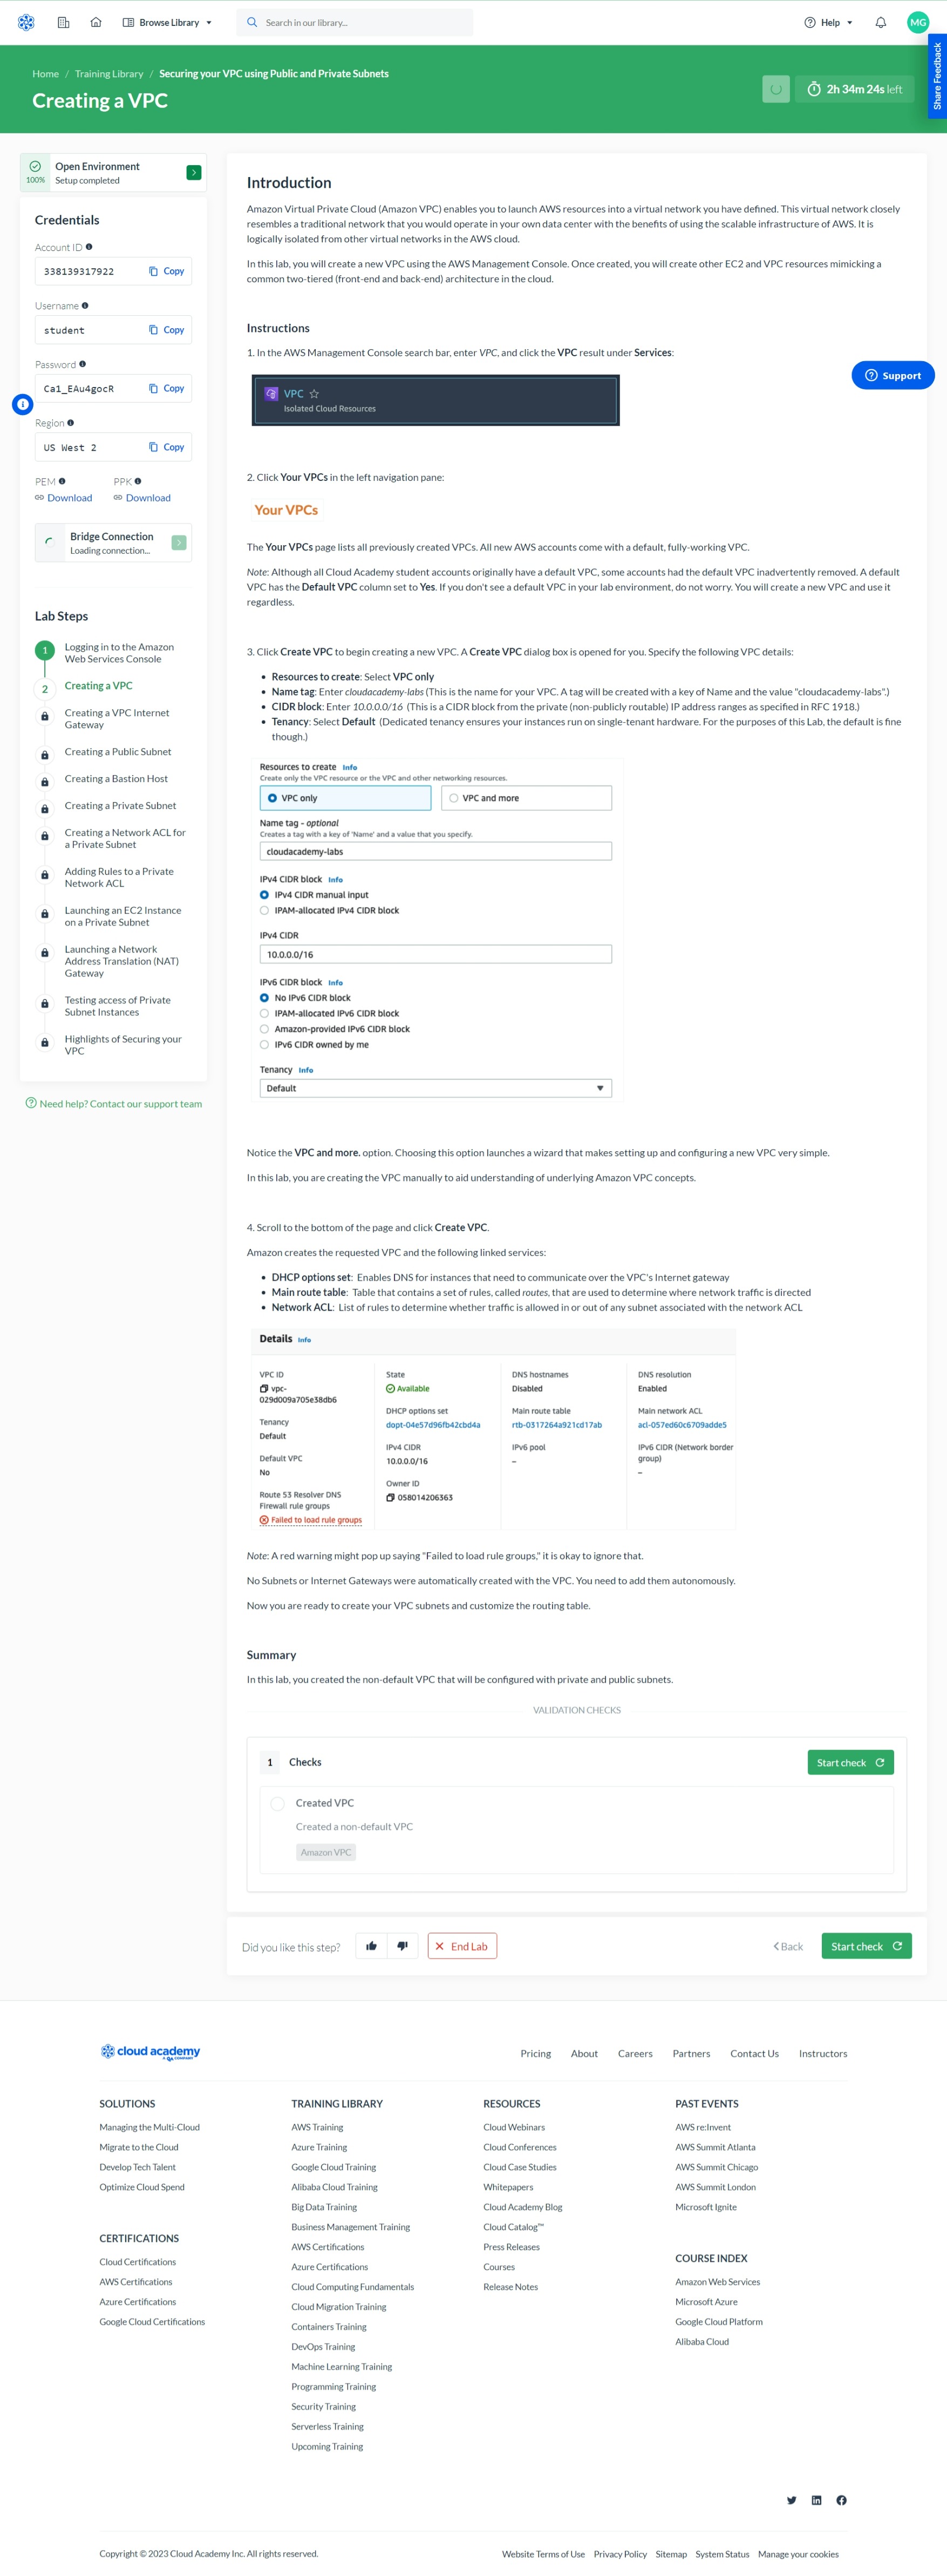 Browse Library
Search in our library...
Help
MG
Share Feedback
Home / Training Library / Securing your VPC using Public and Private Subnets
Creating a VPC
2h 34m 24s left
100%
Open Environment
Setup completed
Credentials
Account ID
338139317922
Copy
Username
student
Copy
Password
Ca1_EAu4gocR
Copy
Region
US West 2
Copy
PEM
PPK
Download
Download
Bridge Connection
Loading connection...
Lab Steps
1
Logging in to the Amazon
Web Services Console
2
Creating a VPC
Creating a VPC Internet
Gateway
Creating a Public Subnet
Creating a Bastion Host
Creating a Private Subnet
Creating a Network ACL for
a Private Subnet
Adding Rules to a Private
Network ACL
Launching an EC2 Instance
on a Private Subnet
Launching a Network
Address Translation (NAT)
Gateway
Testing access of Private
Subnet Instances
Highlights of Securing your
VPC
Need help? Contact our support team
Introduction
Amazon Virtual Private Cloud (Amazon VPC) enables you to launch AWS resources into a virtual network you have defined. This virtual network closely
resembles a traditional network that you would operate in your own data center with the benefits of using the scalable infrastructure of AWS. It is
logically isolated from other virtual networks in the AWS cloud.
In this lab, you will create a new VPC using the AWS Management Console. Once created, you will create other EC2 and VPC resources mimicking a
common two-tiered (front-end and back-end) architecture in the cloud.
Instructions
1. In the AWS Management Console search bar, enter VPC, and click the VPC result under Services:
VPC
Isolated Cloud Resources
Support
2. Click Your VPCs in the left navigation pane:
Your VPCs
The Your VPCs page lists all previously created VPCs. All new AWS accounts come with a default, fully-working VPC.
Note: Although all Cloud Academy student accounts originally have a default VPC, some accounts had the default VPC inadvertently removed. A default
VPC has the Default VPC column set to Yes. If you don't see a default VPC in your lab environment, do not worry. You will create a new VPC and use it
regardless.
3. Click Create VPC to begin creating a new VPC. A Create VPC dialog box is opened for you. Specify the following VPC details:
• Resources to create: Select VPC only
• Name tag: Enter cloudacademy-labs (This is the name for your VPC. A tag will be created with a key of Name and the value "cloudacademy-labs".)
• CIDR block: Enter 10.0.0.0/16 (This is a CIDR block from the private (non-publicly routable) IP address ranges as specified in RFC 1918.)
• Tenancy: Select Default (Dedicated tenancy ensures your instances run on single-tenant hardware. For the purposes of this Lab, the default is fine
though.)
Resources to create Info
Create only the VPC resource or the VPC and other networking resources.
VPC only
VPC and more
Name tag - optional
Creates a tag with a key of 'Name' and a value that you specify.
cloudacademy-labs
IPv4 CIDR block Info
IPv4 CIDR manual input
IPAM-allocated IPv4 CIDR block
IPv4 CIDR
10.0.0.0/16
IPv6 CIDR block Info
No IPv6 CIDR block
IPAM-allocated IPv6 CIDR block
Amazon-provided IPv6 CIDR block
IPv6 CIDR owned by me
Tenancy Info
Default
Notice the VPC and more. option. Choosing this option launches a wizard that makes setting up and configuring a new VPC very simple.
In this lab, you are creating the VPC manually to aid understanding of underlying Amazon VPC concepts.
4. Scroll to the bottom of the page and click Create VPC.
Amazon creates the requested VPC and the following linked services:
• DHCP options set: Enables DNS for instances that need to communicate over the VPC's Internet gateway
• Main route table: Table that contains a set of rules, called routes, that are used to determine where network traffic is directed
• Network ACL: List of rules to determine whether traffic is allowed in or out of any subnet associated with the network ACL
Details Info
VPC ID
vpc-
029d009a705e38db6
Tenancy
Default
Default VPC
No
Route 53 Resolver DNS
Firewall rule groups
Failed to load rule groups
State
Available
DHCP options set
dopt-04e57d96fb42cbd4a
IPv4 CIDR
10.0.0.0/16
Owner ID
058014206363
DNS hostnames
Disabled
Main route table
rtb-0317264a921cd17ab
IPv6 pool
–
DNS resolution
Enabled
Main network ACL
acl-057ed60c6709adde5
IPv6 CIDR (Network border
group)
–
Note: A red warning might pop up saying "Failed to load rule groups," it is okay to ignore that.
No Subnets or Internet Gateways were automatically created with the VPC. You need to add them autonomously.
Now you are ready to create your VPC subnets and customize the routing table.
Summary
In this lab, you created the non-default VPC that will be configured with private and public subnets.
VALIDATION CHECKS
1
Checks
Start check
Created VPC
Created a non-default VPC
Amazon VPC
Did you like this step?
End Lab
Back
Start check
cloud academy
A QA COMPANY
Pricing
About
Careers
Partners
Contact Us
Instructors
SOLUTIONS
Managing the Multi-Cloud
Migrate to the Cloud
Develop Tech Talent
Optimize Cloud Spend
CERTIFICATIONS
Cloud Certifications
AWS Certifications
Azure Certifications
Google Cloud Certifications
TRAINING LIBRARY
AWS Training
Azure Training
Google Cloud Training
Alibaba Cloud Training
Big Data Training
Business Management Training
AWS Certifications
Azure Certifications
Cloud Computing Fundamentals
Cloud Migration Training
Containers Training
DevOps Training
Machine Learning Training
Programming Training
Security Training
Serverless Training
Upcoming Training
RESOURCES
Cloud Webinars
Cloud Conferences
Cloud Case Studies
Whitepapers
Cloud Academy Blog
Cloud Catalog™
Press Releases
Courses
Release Notes
PAST EVENTS
AWS re:Invent
AWS Summit Atlanta
AWS Summit Chicago
AWS Summit London
Microsoft Ignite
COURSE INDEX
Amazon Web Services
Microsoft Azure
Google Cloud Platform
Alibaba Cloud
Copyright © 2023 Cloud Academy Inc. All rights reserved.
Website Terms of Use
Privacy Policy
Sitemap
System Status
Manage your cookies